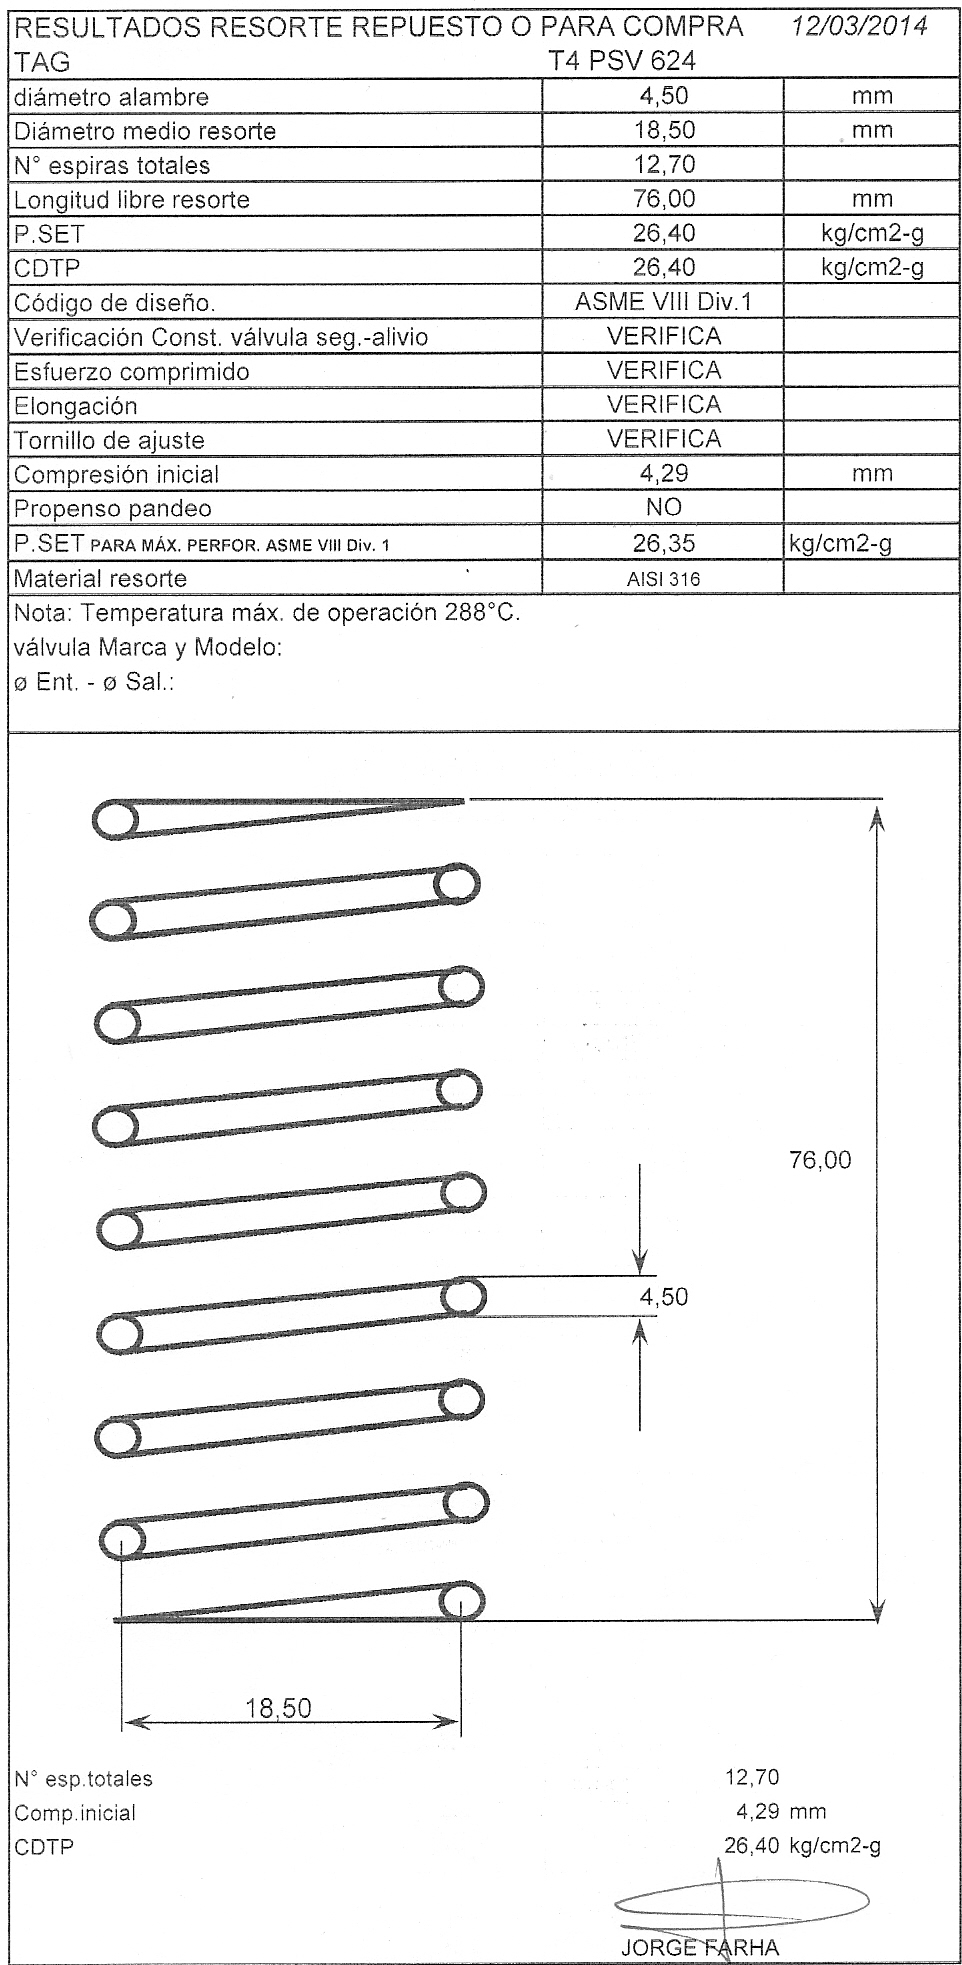 RESULTADOS RESORTE REPUESTO O PARA COMPRA 12/03/2014
TAG T4 PSV 624
diámetro alambre 4,50 mm
Diámetro medio resorte 18,50 mm
N° espiras totales 12,70
Longitud libre resorte 76,00 mm
P.SET 26,40 kg/cm2-g
CDTP 26,40 kg/cm2-g
Código de diseño. ASME VIII Div.1
Verificación Const. válvula seg.-alivio VERIFICA
Esfuerzo comprimido VERIFICA
Elongación VERIFICA
Tornillo de ajuste VERIFICA
Compresión inicial 4,29 mm
Propenso pandeo NO
P.SET PARA MÁX. PERFOR. ASME VIII Div. 1 26,35 kg/cm2-g
Material resorte AISI 316
Nota: Temperatura máx. de operación 288°C.
válvula Marca y Modelo:
ø Ent. - ø Sal.:
76,00
4,50
18,50
N° esp.totales 12,70
Comp.inicial 4,29 mm
CDTP 26,40 kg/cm2-g
JORGE FARHA